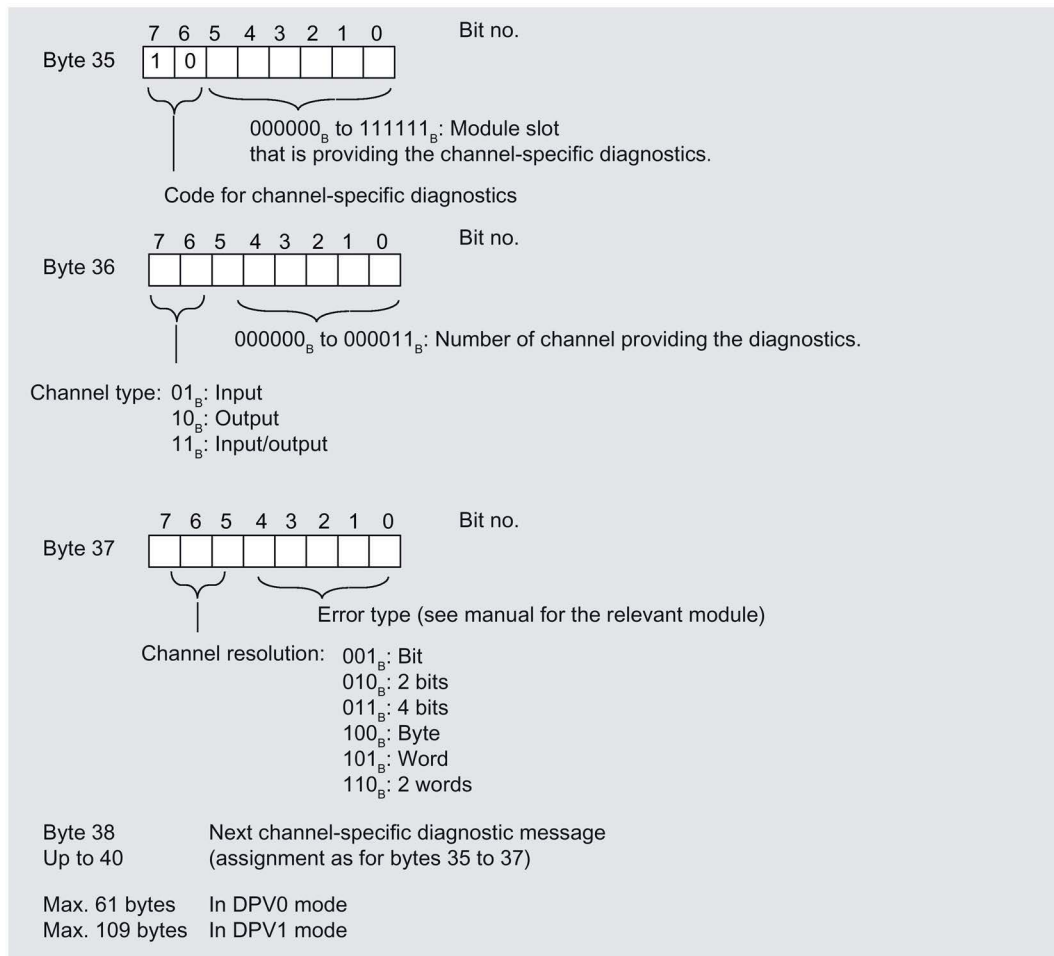 7 6 5 4 3 2 1 0 Bit no.
Byte 35 1 0
000000B to 111111B: Module slot
that is providing the channel-specific diagnostics.
Code for channel-specific diagnostics
7 6 5 4 3 2 1 0 Bit no.
Byte 36
000000B to 000011B: Number of channel providing the diagnostics.
Channel type: 01B: Input
10B: Output
11B: Input/output
7 6 5 4 3 2 1 0 Bit no.
Byte 37
Error type (see manual for the relevant module)
Channel resolution: 001B: Bit
010B: 2 bits
011B: 4 bits
100B: Byte
101B: Word
110B: 2 words
Byte 38 Next channel-specific diagnostic message
Up to 40 (assignment as for bytes 35 to 37)
Max. 61 bytes In DPV0 mode
Max. 109 bytes In DPV1 mode